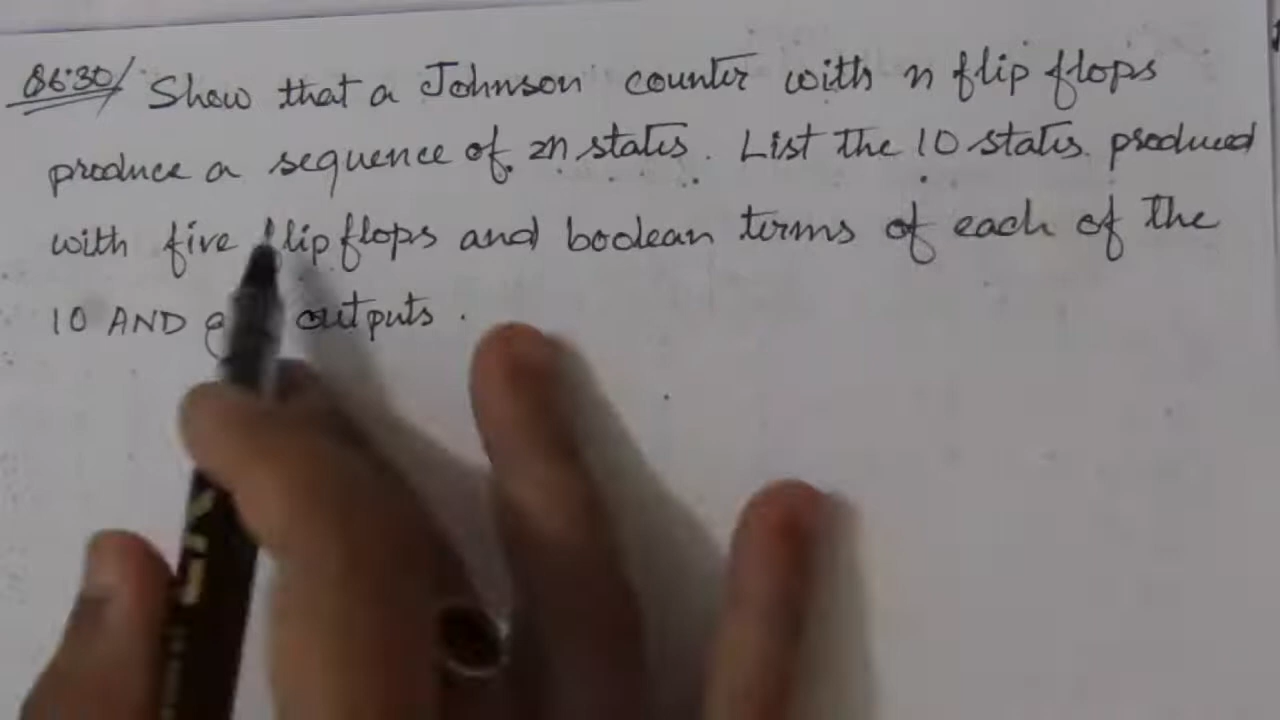 Q6.30/ Show that a Johnson counter with n flip flops
produce a sequence of 2n states. List the 10 states produced
with five flip flops and boolean terms of each of the
10 AND outputs.